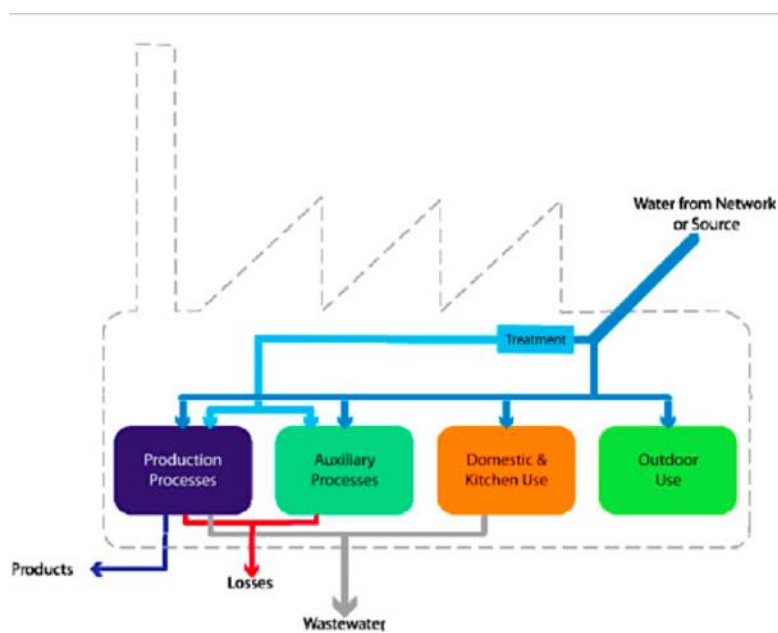 Water from Network
or Source
Treatment
Production
Processes
Auxiliary
Processes
Domestic &
Kitchen Use
Outdoor
Use
Products
Losses
Wastewater